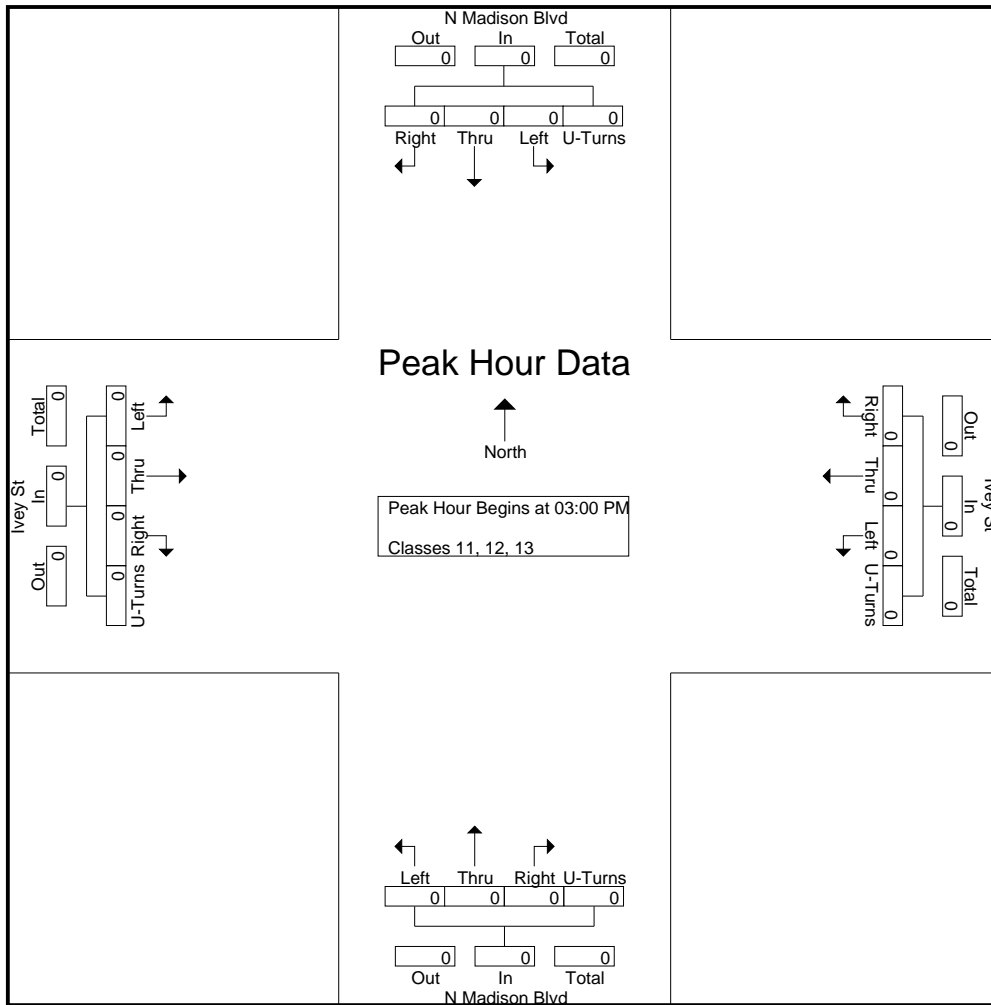 N Madison Blvd
Out In Total
0 0 0
0 0 0 0
Right Thru Left U-Turns
Peak Hour Data
North
Peak Hour Begins at 03:00 PM
Classes 11, 12, 13
Ivey St
Total In Out
0 0 0
0 0 0 0
Left Thru Right U-Turns
Right Thru Left U-Turns
0 0 0 0
0 0 0
Out In Total
Ivey St
Left Thru Right U-Turns
0 0 0 0
0 0 0
Out In Total
N Madison Blvd